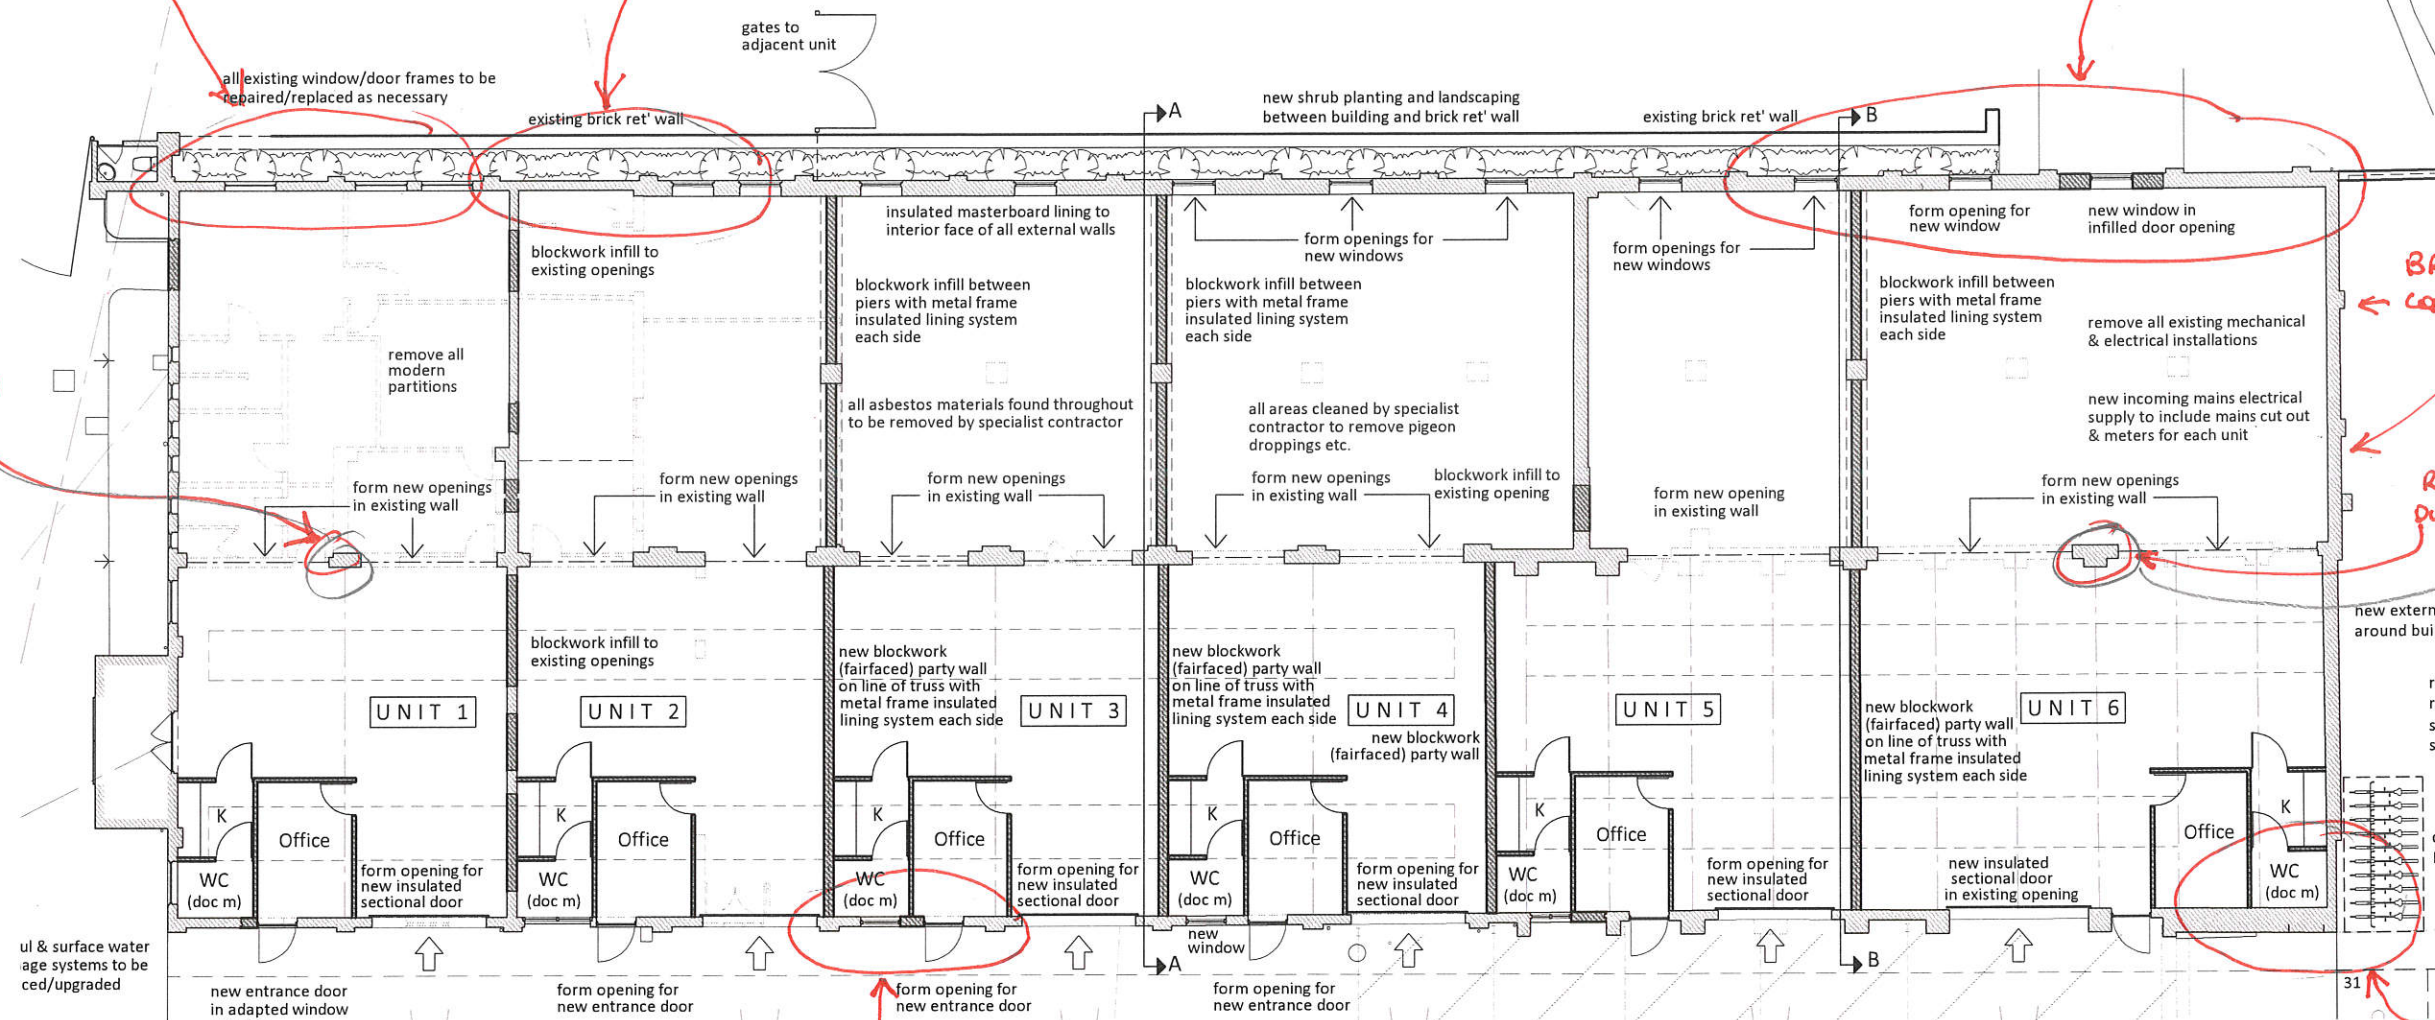 gates to
adjacent unit
all existing window/door frames to be
repaired/replaced as necessary
existing brick ret' wall
A
new shrub planting and landscaping
between building and brick ret' wall
existing brick ret' wall
B
insulated masterboard lining to
interior face of all external walls
form openings for
new windows
form openings for
new windows
form opening for
new window
new window in
infilled door opening
blockwork infill to
existing openings
blockwork infill between
piers with metal frame
insulated lining system
each side
blockwork infill between
piers with metal frame
insulated lining system
each side
blockwork infill between
piers with metal frame
insulated lining system
each side
remove all existing mechanical
& electrical installations
remove all
modern
partitions
all asbestos materials found throughout
to be removed by specialist contractor
all areas cleaned by specialist
contractor to remove pigeon
droppings etc.
new incoming mains electrical
supply to include mains cut out
& meters for each unit
form new openings
in existing wall
form new openings
in existing wall
form new openings
in existing wall
form new openings
in existing wall
blockwork infill to
existing opening
form new opening
in existing wall
form new openings
in existing wall
new extern
around bui
blockwork infill to
existing openings
new blockwork
(fairfaced) party wall
on line of truss with
metal frame insulated
lining system each side
new blockwork
(fairfaced) party wall
on line of truss with
metal frame insulated
lining system each side
new blockwork
(fairfaced) party wall
new blockwork
(fairfaced) party wall
on line of truss with
metal frame insulated
lining system each side
UNIT 1
UNIT 2
UNIT 3
UNIT 4
UNIT 5
UNIT 6
K
Office
WC
(doc m)
form opening for
new insulated
sectional door
K
Office
WC
(doc m)
K
Office
WC
(doc m)
form opening for
new insulated
sectional door
K
Office
WC
(doc m)
form opening for
new insulated
sectional door
K
Office
WC
(doc m)
form opening for
new insulated
sectional door
new insulated
sectional door
in existing opening
Office
K
WC
(doc m)
new
window
A
B
ul & surface water
age systems to be
ced/upgraded
new entrance door
in adapted window
form opening for
new entrance door
form opening for
new entrance door
form opening for
new entrance door
31